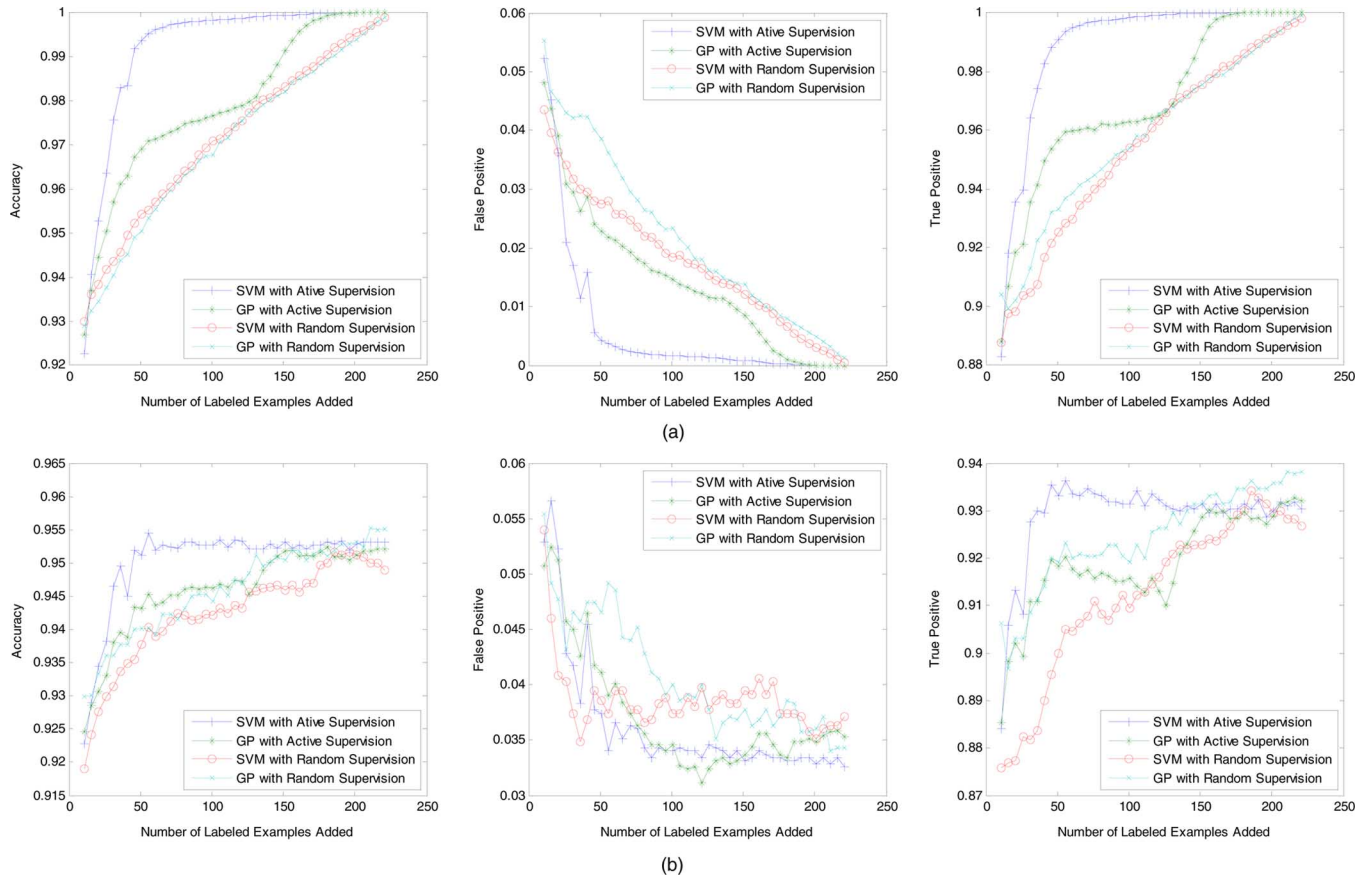 1
0.99
0.98
0.97
0.96
0.95
0.94
0.93
0.92
Accuracy
0 50 100 150 200 250
Number of Labeled Examples Added
SVM with Ative Supervision
GP with Active Supervision
SVM with Random Supervision
GP with Random Supervision
0.06
0.05
0.04
0.03
0.02
0.01
0
False Positive
0 50 100 150 200 250
Number of Labeled Examples Added
SVM with Ative Supervision
GP with Active Supervision
SVM with Random Supervision
GP with Random Supervision
1
0.98
0.96
0.94
0.92
0.9
0.88
True Positive
0 50 100 150 200 250
Number of Labeled Examples Added
SVM with Ative Supervision
GP with Active Supervision
SVM with Random Supervision
GP with Random Supervision
(a)
0.965
0.96
0.955
0.95
0.945
0.94
0.935
0.93
0.925
0.92
0.915
Accuracy
0 50 100 150 200 250
Number of Labeled Examples Added
SVM with Ative Supervision
GP with Active Supervision
SVM with Random Supervision
GP with Random Supervision
0.06
0.055
0.05
0.045
0.04
0.035
0.03
False Positive
0 50 100 150 200 250
Number of Labeled Examples Added
SVM with Ative Supervision
GP with Active Supervision
SVM with Random Supervision
GP with Random Supervision
0.94
0.93
0.92
0.91
0.9
0.89
0.88
0.87
True Positive
0 50 100 150 200 250
Number of Labeled Examples Added
SVM with Ative Supervision
GP with Active Supervision
SVM with Random Supervision
GP with Random Supervision
(b)